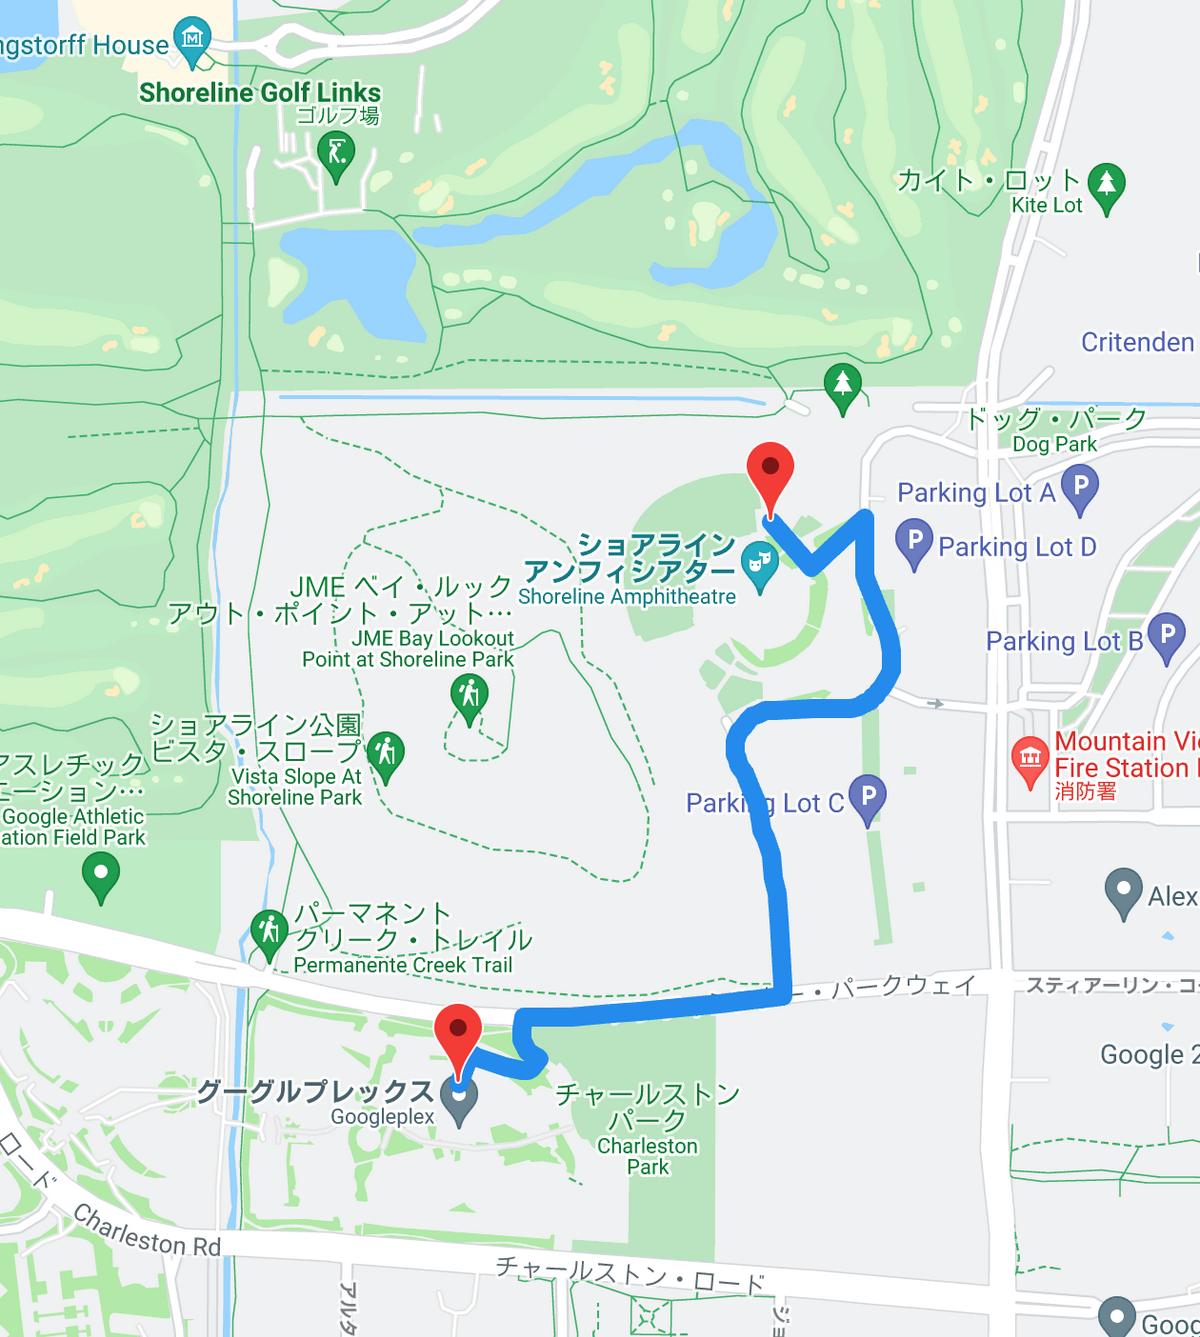 ngstorff House
Shoreline Golf Links
ゴルフ場
カイト・ロット
Kite Lot
Critenden
ドッグ・パーク
Dog Park
Parking Lot A
P
P
Parking Lot D
ショアライン
アンフィシアター
Shoreline Amphitheatre
JME ベイ・ルック
アウト・ポイント・アット…
JME Bay Lookout
Point at Shoreline Park
Parking Lot B
P
ショアライン公園
ビスタ・スロープ
Vista Slope At
Shoreline Park
アスレチック
エーション…
Google Athletic
ation Field Park
Mountain Vi
Fire Station
消防署
Parking Lot C
P
Alex
パーマネント
クリーク・トレイル
Permanente Creek Trail
ー・パークウェイ
スティアーリン・コ
Google 2
グーグルプレックス
Googleplex
チャールストン
パーク
Charleston
Park
ロード
Charleston Rd
チャールストン・ロード
アルタ
ジョ
Goog